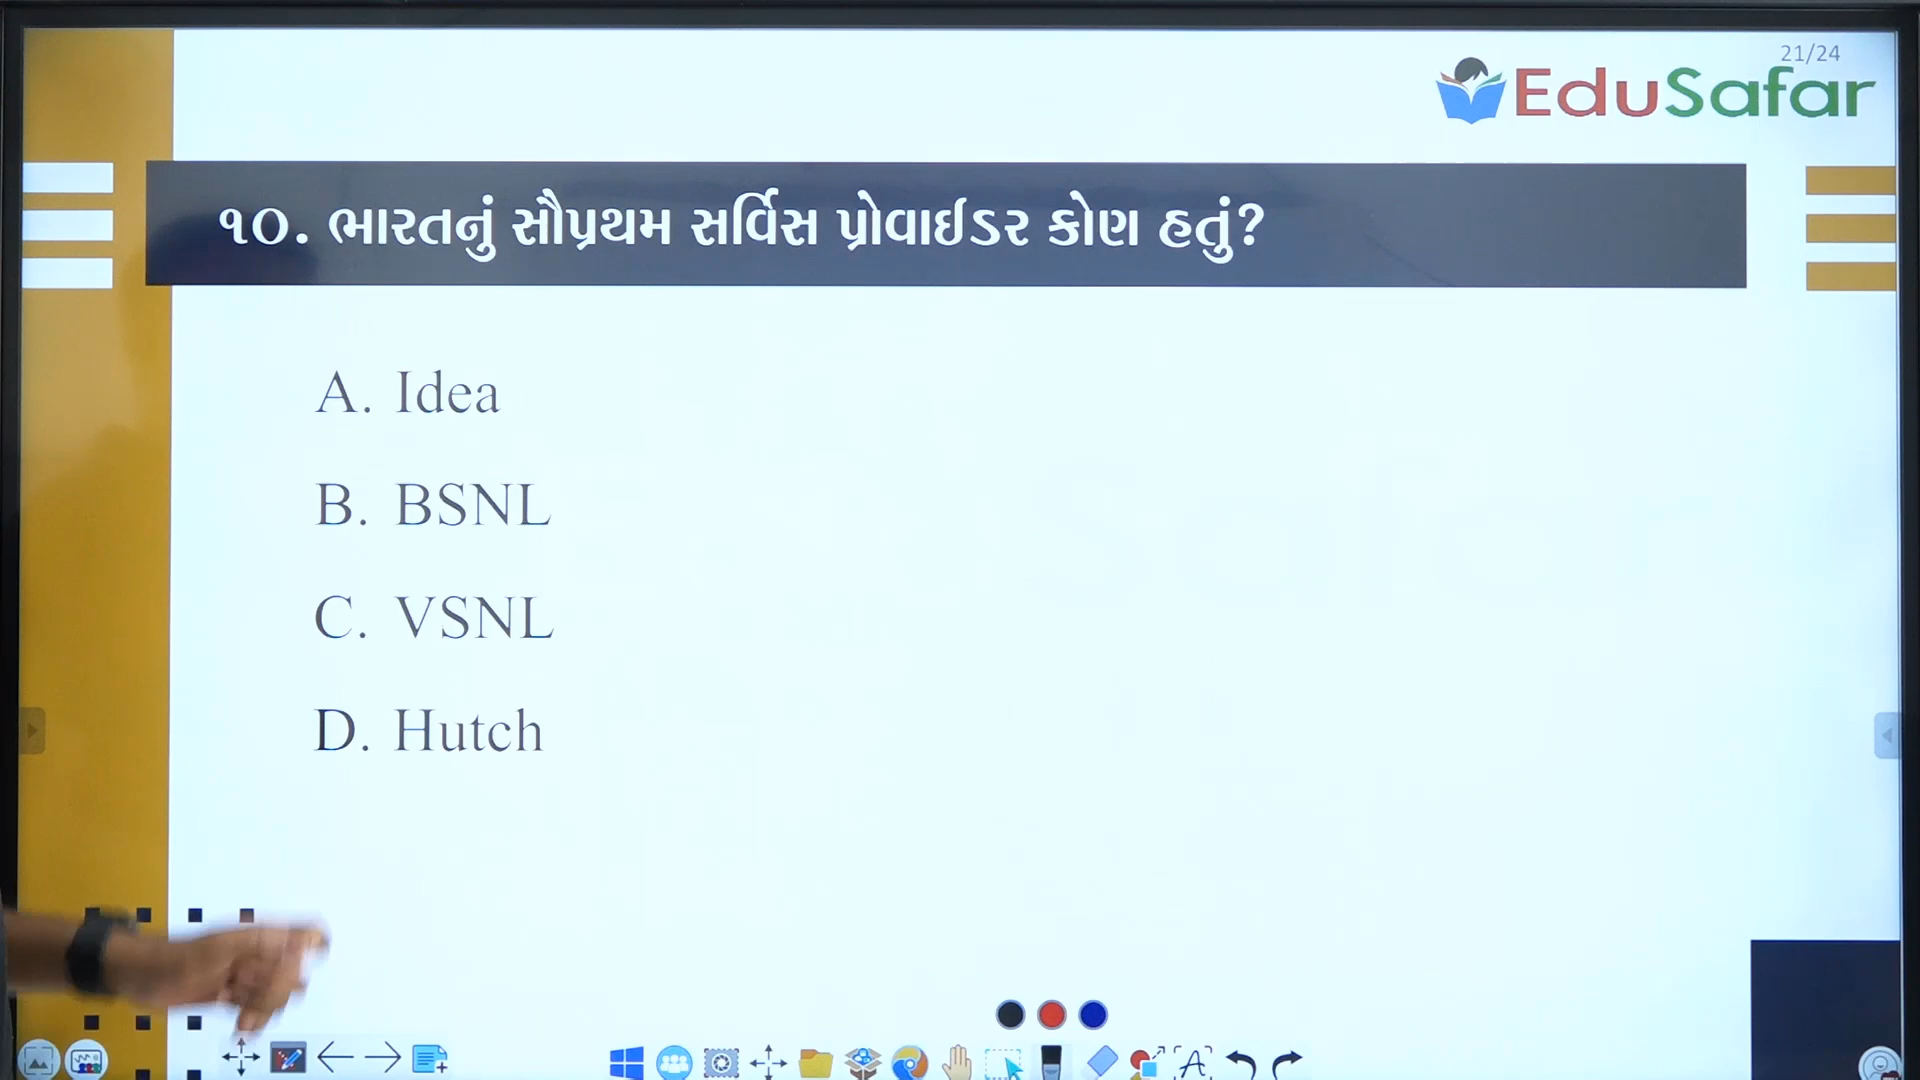 21/24
EduSafar
૧૦. ભારતનું સૌપ્રથમ સર્વિસ પ્રોવાઈડર કોણ હતું?
A. Idea
B. BSNL
C. VSNL
D. Hutch